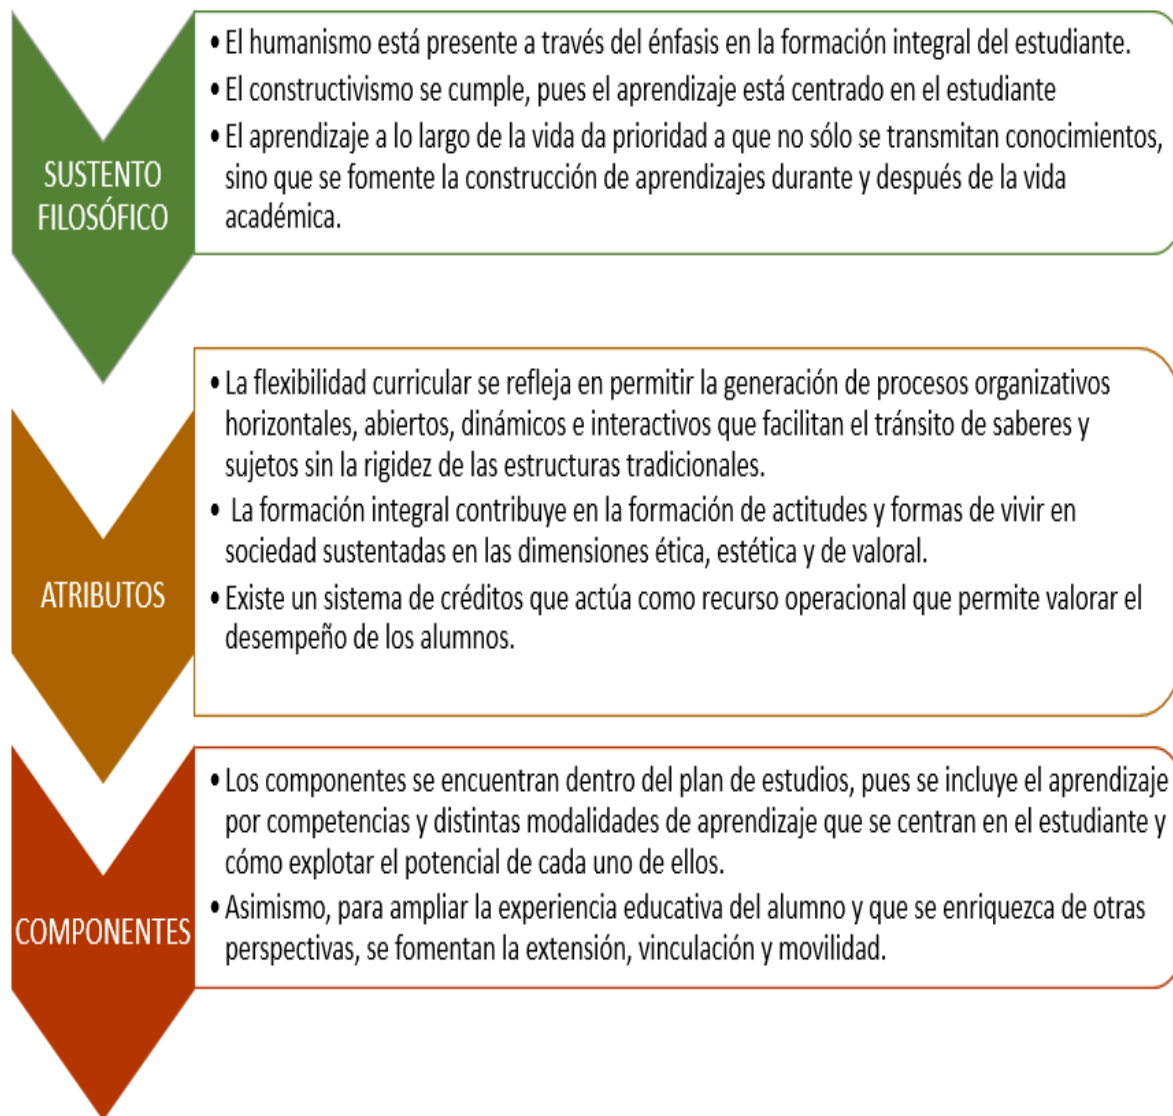 SUSTENTO
FILOSÓFICO
• El humanismo está presente a través del énfasis en la formación integral del estudiante.
• El constructivismo se cumple, pues el aprendizaje está centrado en el estudiante
• El aprendizaje a lo largo de la vida da prioridad a que no sólo se transmitan conocimientos,
sino que se fomente la construcción de aprendizajes durante y después de la vida
académica.
ATRIBUTOS
• La flexibilidad curricular se refleja en permitir la generación de procesos organizativos
horizontales, abiertos, dinámicos e interactivos que facilitan el tránsito de saberes y
sujetos sin la rigidez de las estructuras tradicionales.
• La formación integral contribuye en la formación de actitudes y formas de vivir en
sociedad sustentadas en las dimensiones ética, estética y de valoral.
• Existe un sistema de créditos que actúa como recurso operacional que permite valorar el
desempeño de los alumnos.
COMPONENTES
• Los componentes se encuentran dentro del plan de estudios, pues se incluye el aprendizaje
por competencias y distintas modalidades de aprendizaje que se centran en el estudiante y
cómo explotar el potencial de cada uno de ellos.
• Asimismo, para ampliar la experiencia educativa del alumno y que se enriquezca de otras
perspectivas, se fomentan la extensión, vinculación y movilidad.